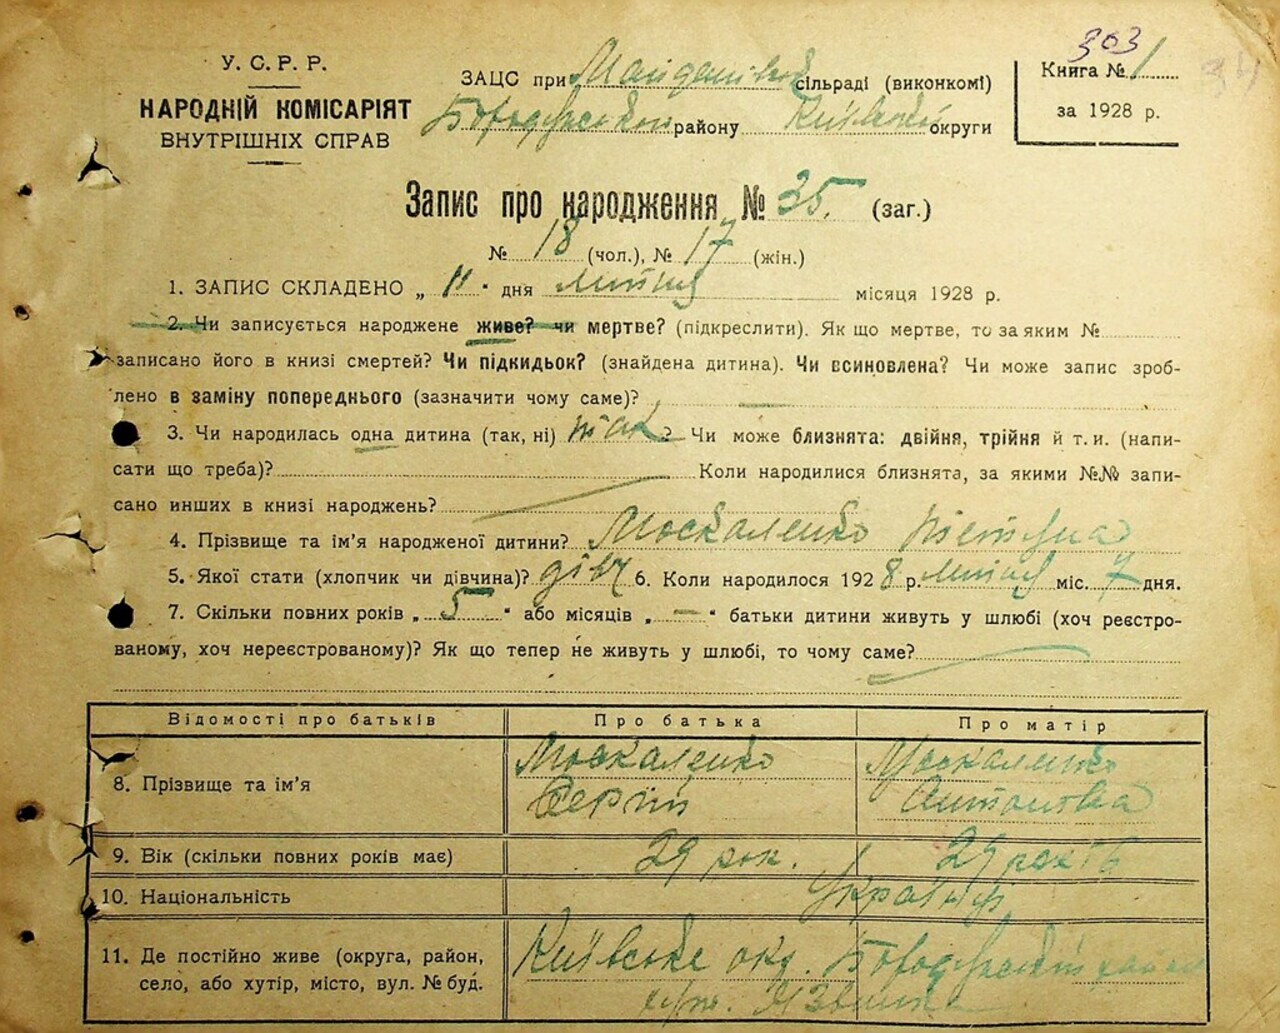 303
У. С. Р. Р.
НАРОДНІЙ КОМІСАРІЯТ
ВНУТРІШНІХ СПРАВ
ЗАЦС при Майданівській сільраді (виконкомі)
Бородянського району Київської округи
Книга № 1
за 1928 р.
Запис про народження № 35. (заг.)
№ 18 (чол.), № 17 (жін.)
1. ЗАПИС СКЛАДЕНО „ 11 " дня липня місяця 1928 р.
2. Чи записується народжене живе? чи мертве? (підкреслити). Як що мертве, то за яким №
записано його в книзі смертей? Чи підкидьок? (знайдена дитина). Чи всиновлена? Чи може запис зроб-
лено в заміну попереднього (зазначити чому саме)? —
3. Чи народилась одна дитина (так, ні) так? Чи може близнята: двійня, трійня й т. и. (напи-
сати що треба)? Коли народилися близнята, за якими №№ запи-
сано инших в книзі народжень?
4. Прізвище та ім'я народженої дитини? Москаленко
5. Якої стати (хлопчик чи дівчина)? дівч 6. Коли народилося 1928 р. липня міс. 7 дня.
7. Скільки повних років „ 5 " або місяців „ — " батьки дитини живуть у шлюбі (хоч реєстро-
ваному, хоч нереєстрованому)? Як що тепер не живуть у шлюбі, то чому саме?
Відомості про батьків Про батька Про матір
8. Прізвище та ім'я Москаленко Сергій Москаленко
9. Вік (скільки повних років має) 29 рок. 29 років
10. Національність Українці
11. Де постійно живе (округа, район,
село, або хутір, місто, вул. № буд.
Київське окр. Бородянський район